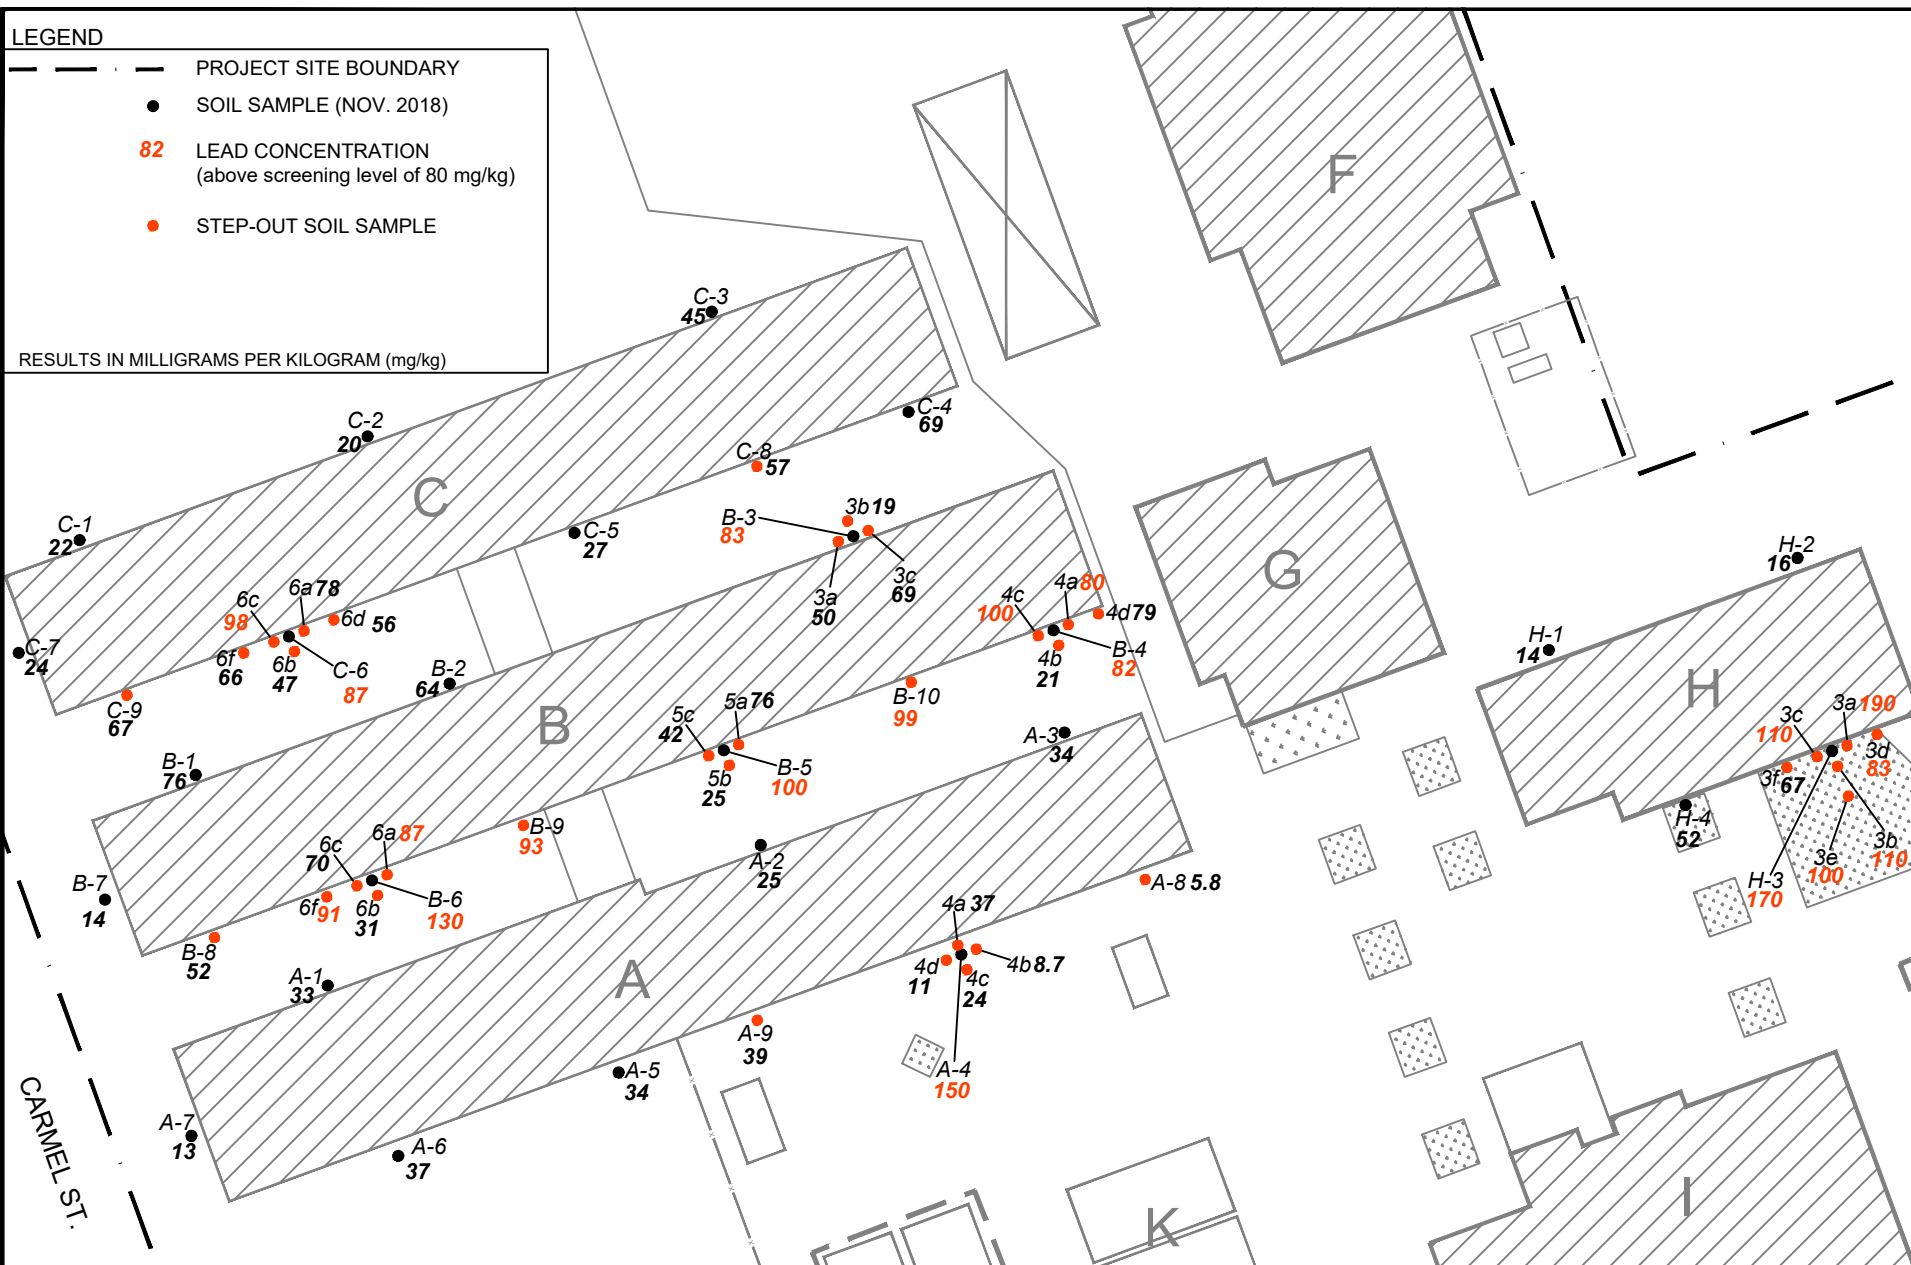 LEGEND
PROJECT SITE BOUNDARY
SOIL SAMPLE (NOV. 2018)
82 LEAD CONCENTRATION
(above screening level of 80 mg/kg)
STEP-OUT SOIL SAMPLE
RESULTS IN MILLIGRAMS PER KILOGRAM (mg/kg)
F
C-3
45
C-2
20
C-4
69
C-8
57
C
C-1
22
C-5
27
B-3
83
3b 19
3c
69
3a
50
6a 78
6c
98
6d 56
6f
66
6b
47
C-6
87
C-7
24
C-9
67
4a 80
4c
100
4d 79
4b
21
B-4
82
G
H-2
16
H-1
14
H
B-2
64
B-1
76
B
5a 76
5c
42
5b
25
B-5
100
B-10
99
A-3
34
3a 190
3c
110
3d
83
3f 67
3b
110
3e
100
H-3
170
H-4
52
B-9
93
6a 87
6c
70
6f 91
6b
31
B-6
130
B-7
14
B-8
52
A-2
25
A-8 5.8
4a 37
4b 8.7
4d
11
4c
24
A-4
150
A-1
33
A
A-9
39
A-5
34
A-7
13
A-6
37
CARMEL ST.
K
I